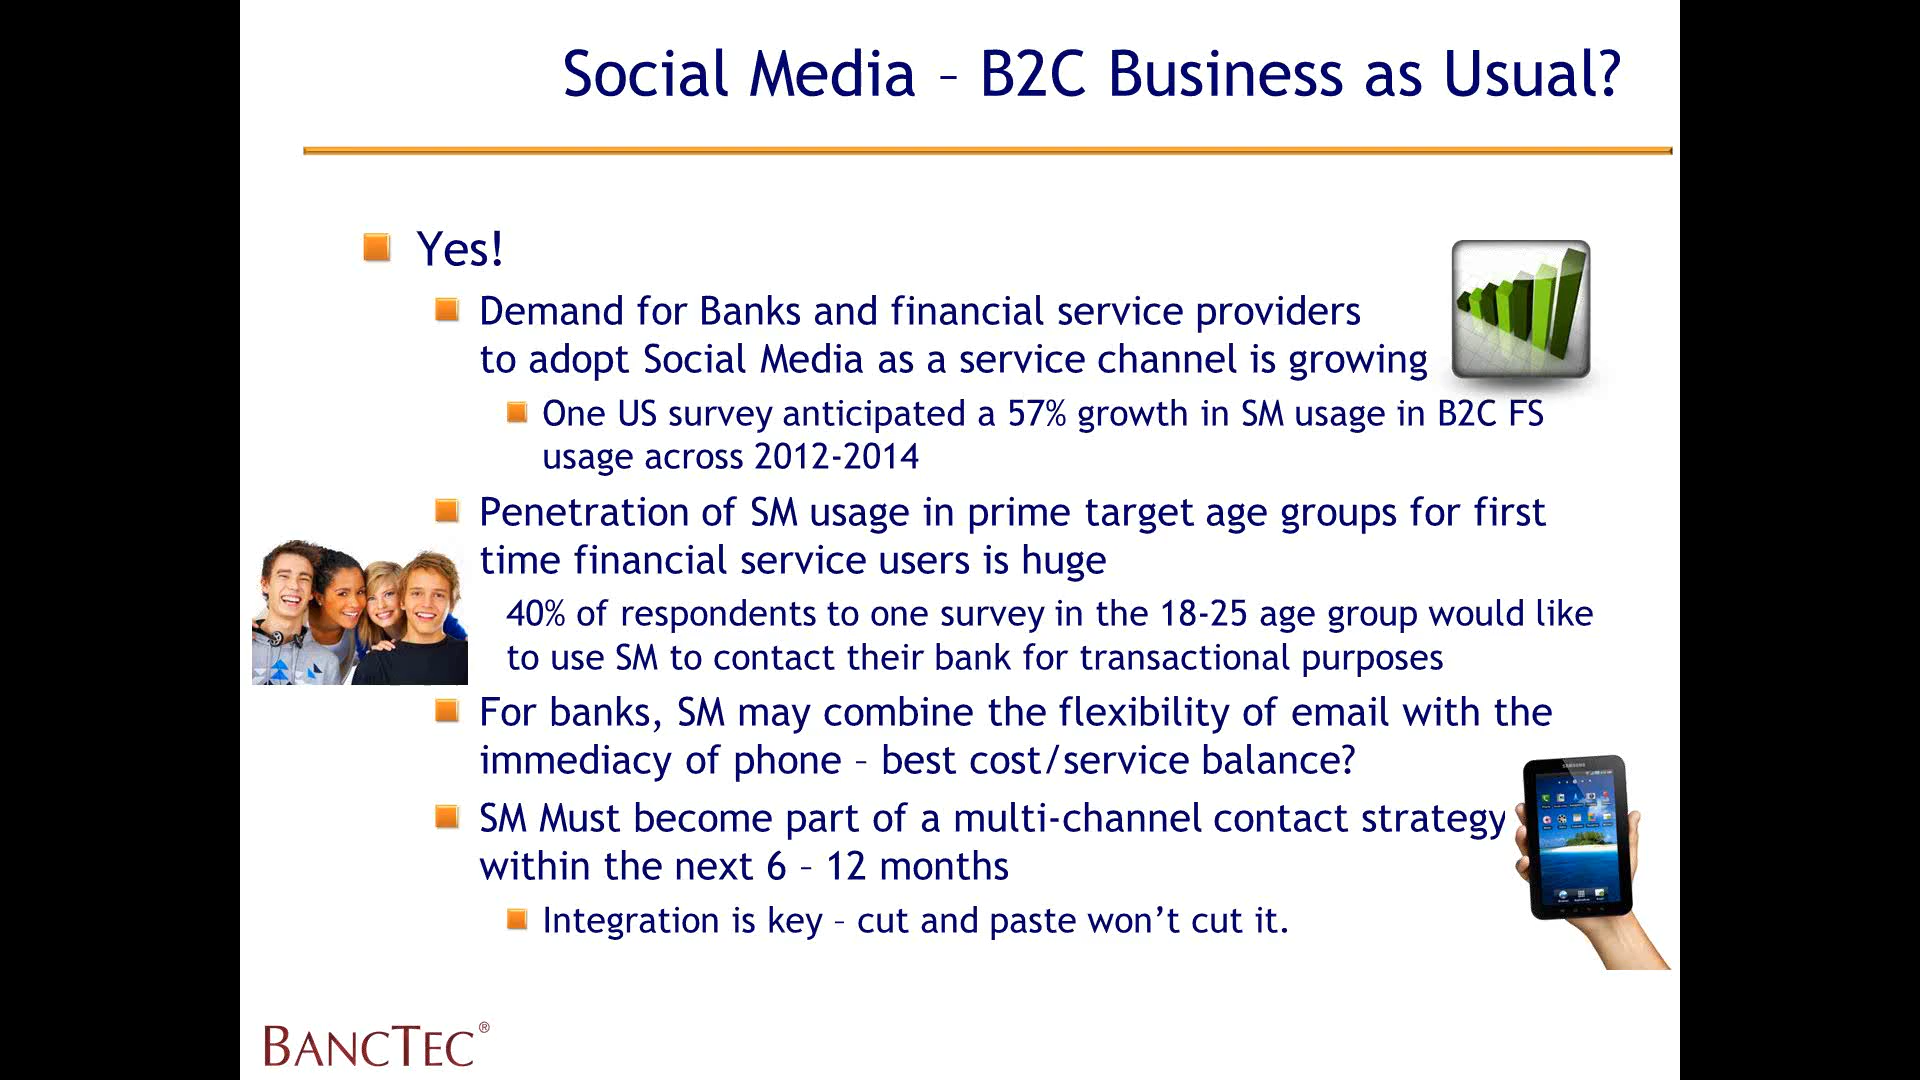 Social Media – B2C Business as Usual?
Yes!
Demand for Banks and financial service providers
to adopt Social Media as a service channel is growing
One US survey anticipated a 57% growth in SM usage in B2C FS
usage across 2012-2014
Penetration of SM usage in prime target age groups for first
time financial service users is huge
40% of respondents to one survey in the 18-25 age group would like
to use SM to contact their bank for transactional purposes
For banks, SM may combine the flexibility of email with the
immediacy of phone – best cost/service balance?
SM Must become part of a multi-channel contact strategy
within the next 6 – 12 months
Integration is key – cut and paste won’t cut it.
SAMSUNG
BANCTEC®